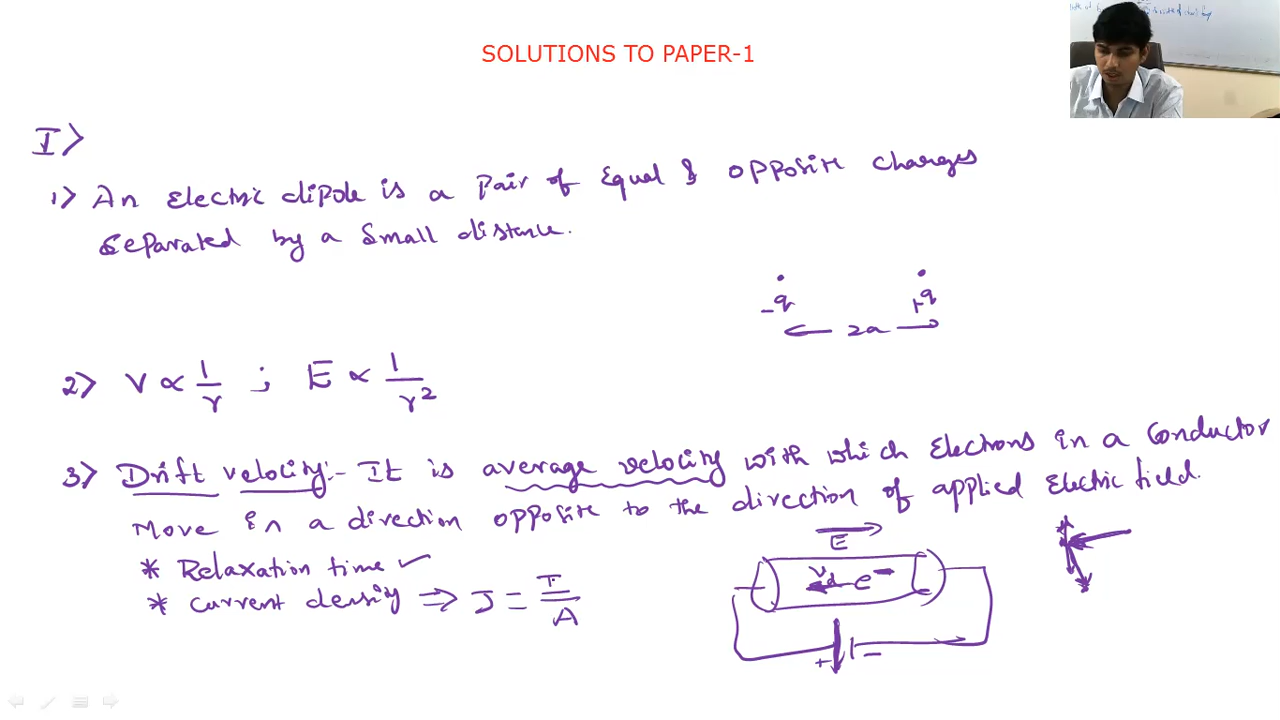 SOLUTIONS TO PAPER-1
I>
1) An Electric dipole is a Pair of Equal & opposite charges
Separated by a Small distance.
-q +q
2a
2) V ∝ 1/r ; E ∝ 1/r²
3) Drift velocity:- It is average velocity with which Electrons in a Conductor
Move in a direction opposite to the direction of applied Electric field.
* Relaxation time ✓
* Current density ⇒ J = I/A
E
Vd e-
+ -